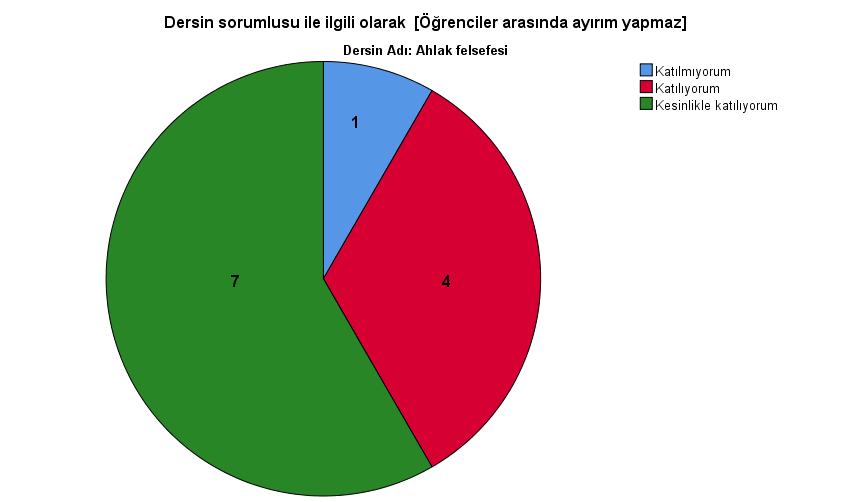 Dersin sorumlusu ile ilgili olarak  [Öğrenciler arasında ayırım yapmaz]
Dersin Adı: Ahlak felsefesi
Katılmıyorum
Katılıyorum
Kesinlikle katılıyorum
1
7
4